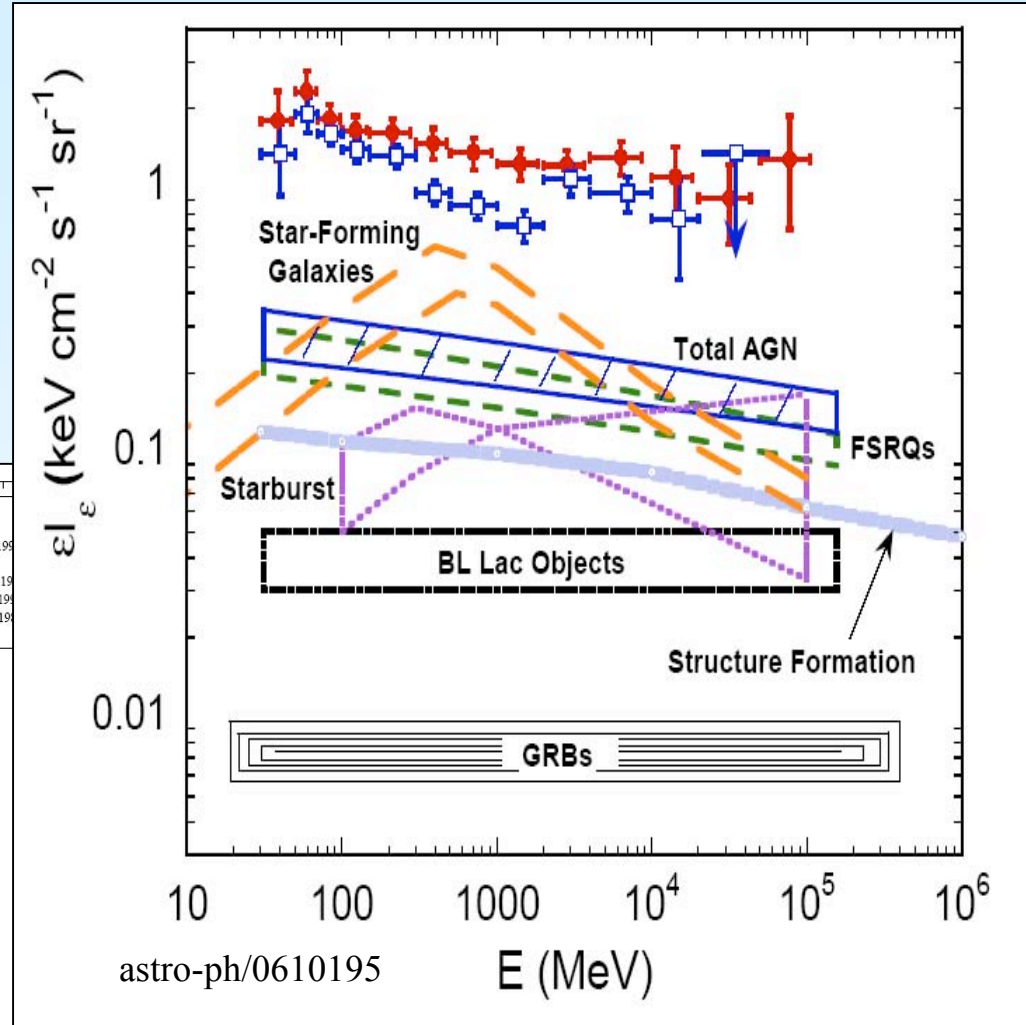 εI_ε (keV cm^-2 s^-1 sr^-1)
1
0.1
0.01
Star-Forming
Galaxies
Total AGN
FSRQs
Starburst
BL Lac Objects
Structure Formation
GRBs
10 100 1000 10^4 10^5 10^6
E (MeV)
astro-ph/0610195